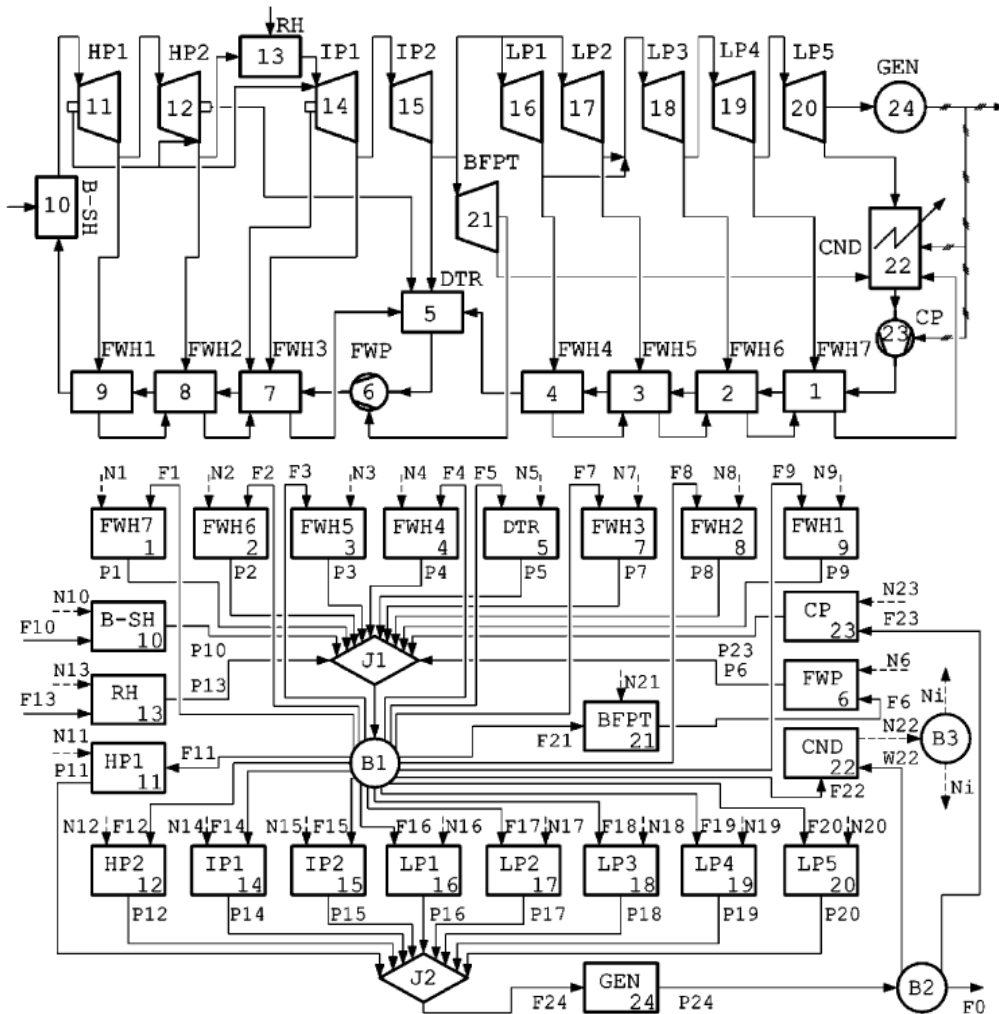 HP1 HP2 RH IP1 IP2 LP1 LP2 LP3 LP4 LP5 GEN
13
11 12 14 15 16 17 18 19 20 24
BFPT
10 B-SH 21 CND 22
DTR
5 23 CP
FWH1 FWH2 FWH3 FWP FWH4 FWH5 FWH6 FWH7
9 8 7 6 4 3 2 1
N1 F1 N2 F2 F3 N3 N4 F4 F5 N5 F7 N7 F8 N8 F9 N9
FWH7 FWH6 FWH5 FWH4 DTR FWH3 FWH2 FWH1
1 2 3 4 5 7 8 9
P1 P2 P3 P4 P5 P7 P8 P9
N10 N23
B-SH CP
F10 10 23 F23
P10 J1 P23
N13 P13 P6 N6
RH N21 FWP
F13 13 6 Ni
BFPT F6
N11 F11 F21 21 N22
P11 HP1 B1 CND B3
11 22 W22
F22 Ni
N12 F12 N14 F14 N15 F15 F16 N16 F17 N17 F18 N18 F19 N19 F20 N20
HP2 IP1 IP2 LP1 LP2 LP3 LP4 LP5
12 14 15 16 17 18 19 20
P12 P14 P15 P16 P17 P18 P19 P20
J2 GEN B2
24
F24 P24 F0